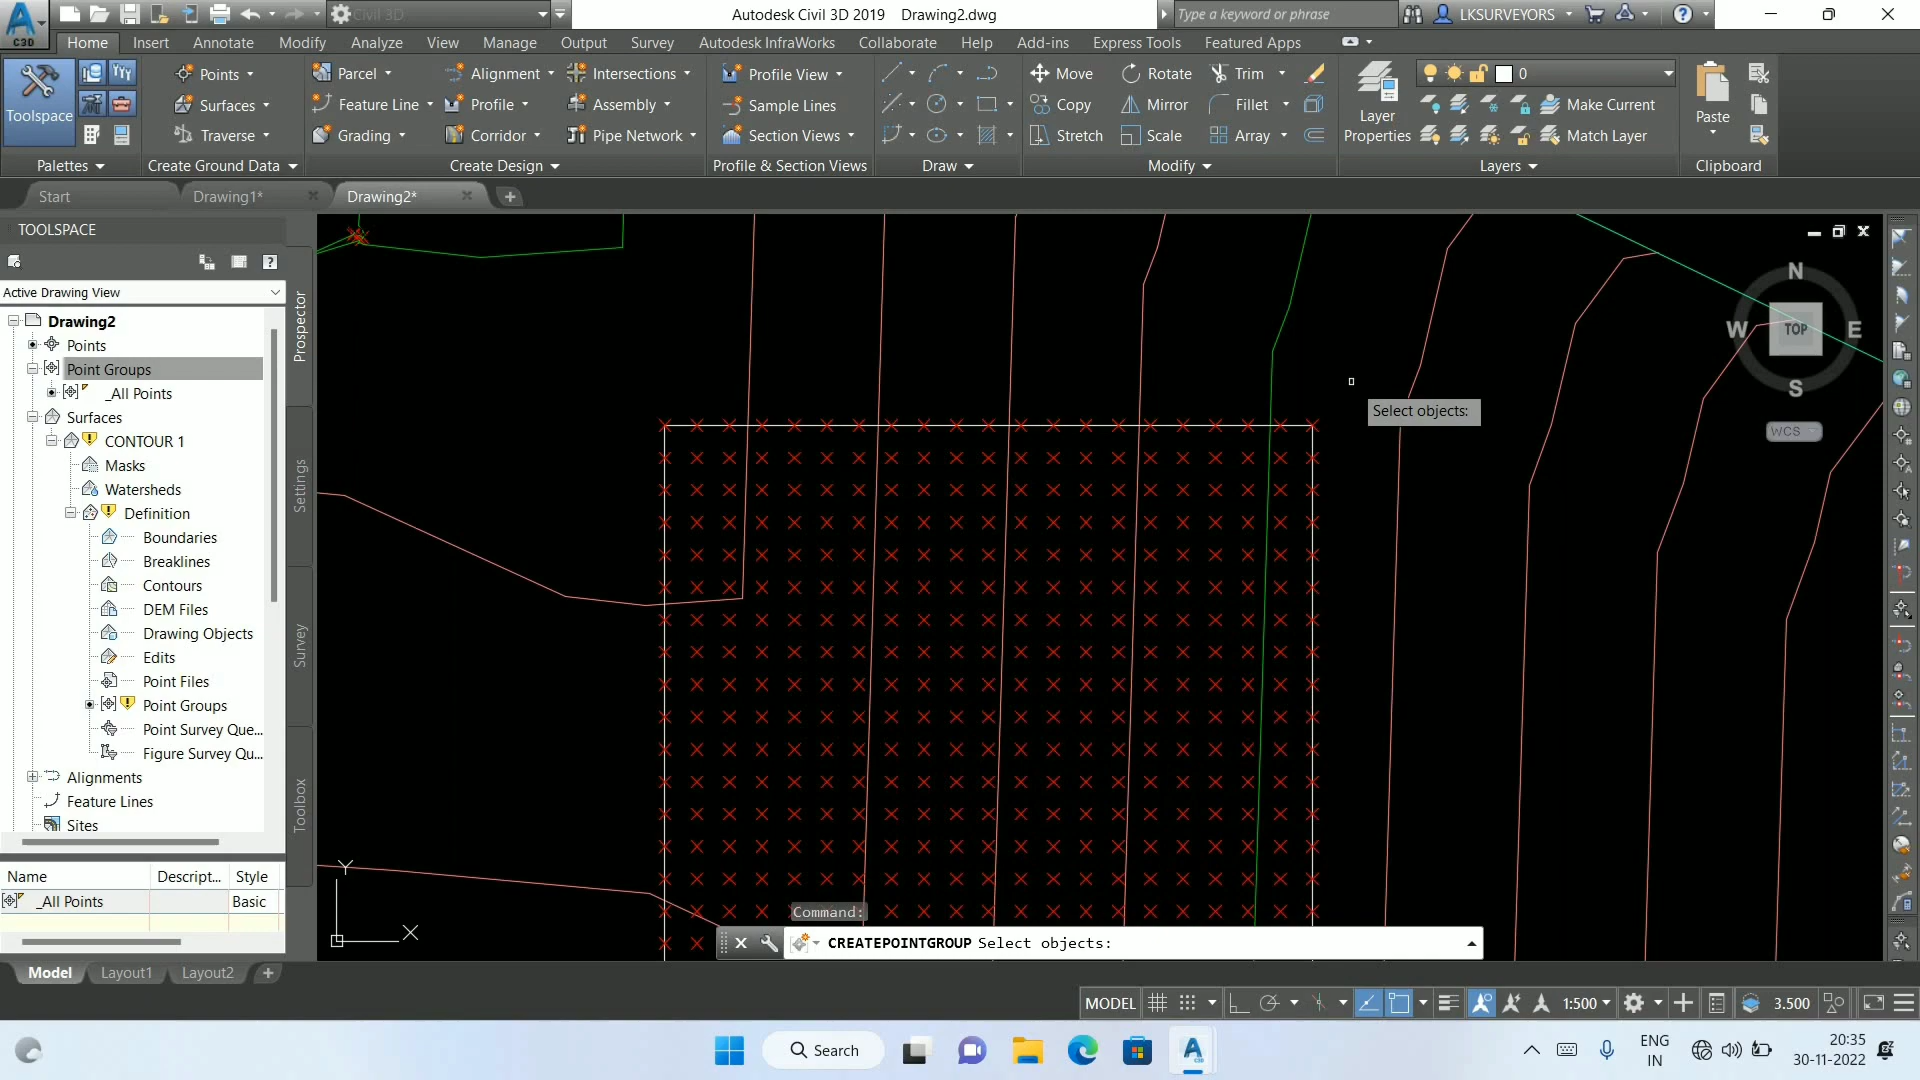 C3D
Civil 3D
Autodesk Civil 3D 2019 Drawing2.dwg
Type a keyword or phrase
LKSURVEYORS
Home Insert Annotate Modify Analyze View Manage Output Survey Autodesk InfraWorks Collaborate Help Add-ins Express Tools Featured Apps
Toolspace
Points
Surfaces
Traverse
Parcel
Feature Line
Grading
Alignment
Profile
Corridor
Intersections
Assembly
Pipe Network
Profile View
Sample Lines
Section Views
Move
Copy
Stretch
Rotate
Mirror
Scale
Trim
Fillet
Array
Layer
Properties
0
Make Current
Match Layer
Paste
Palettes Create Ground Data Create Design Profile & Section Views Draw Modify Layers Clipboard
Start Drawing1* Drawing2*
TOOLSPACE
Active Drawing View
Drawing2
Points
Point Groups
_All Points
Surfaces
CONTOUR 1
Masks
Watersheds
Definition
Boundaries
Breaklines
Contours
DEM Files
Drawing Objects
Edits
Point Files
Point Groups
Point Survey Que...
Figure Survey Qu...
Alignments
Feature Lines
Sites
Prospector
Settings
Survey
Toolbox
Name Descript... Style
_All Points Basic
N
W TOP E
S
WCS
Select objects:
Y
X
Command:
CREATEPOINTGROUP Select objects:
Model Layout1 Layout2
MODEL 1:500 3.500
Search
ENG
IN
20:35
30-11-2022